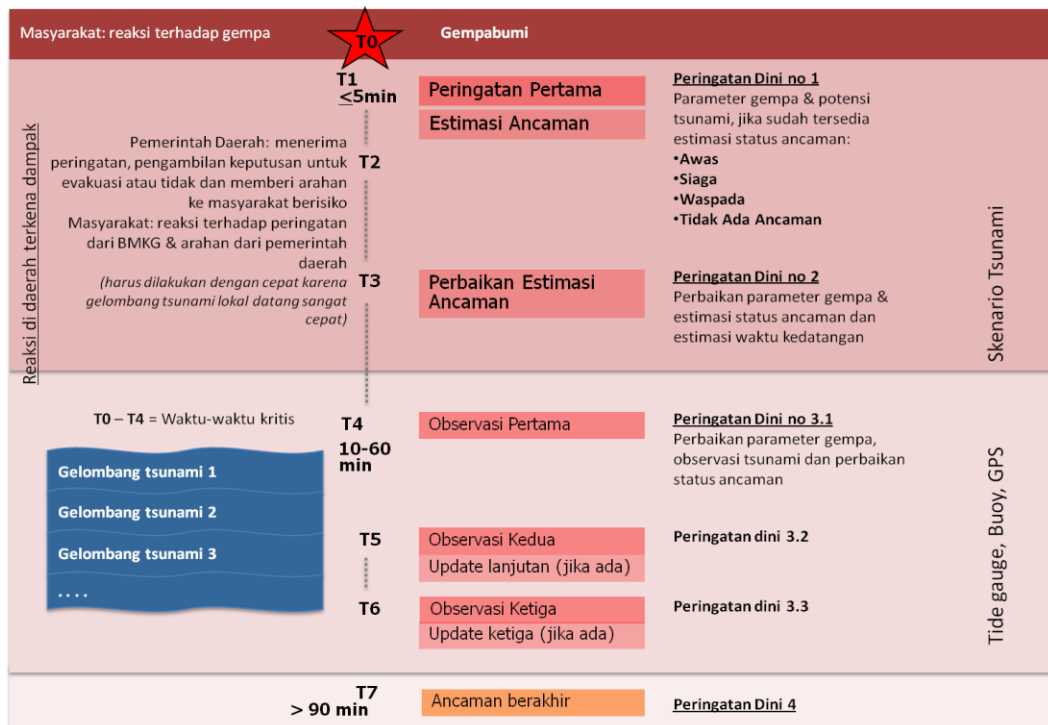 Masyarakat: reaksi terhadap gempa
T0
Gempabumi
T1
≤5min
Peringatan Pertama
Estimasi Ancaman
Peringatan Dini no 1
Parameter gempa & potensi
tsunami, jika sudah tersedia
estimasi status ancaman:
•Awas
•Siaga
•Waspada
•Tidak Ada Ancaman
Reaksi di daerah terkena dampak
Pemerintah Daerah: menerima
peringatan, pengambilan keputusan untuk
evakuasi atau tidak dan memberi arahan
ke masyarakat berisiko
Masyarakat: reaksi terhadap peringatan
dari BMKG & arahan dari pemerintah
daerah
(harus dilakukan dengan cepat karena
gelombang tsunami lokal datang sangat
cepat)
T2
T3
Perbaikan Estimasi
Ancaman
Peringatan Dini no 2
Perbaikan parameter gempa &
estimasi status ancaman dan
estimasi waktu kedatangan
Skenario Tsunami
T0 – T4 = Waktu-waktu kritis
T4
10-60
min
Observasi Pertama
Peringatan Dini no 3.1
Perbaikan parameter gempa,
observasi tsunami dan perbaikan
status ancaman
Gelombang tsunami 1
Gelombang tsunami 2
Gelombang tsunami 3
. . . .
T5
Observasi Kedua
Update lanjutan (jika ada)
Peringatan dini 3.2
T6
Observasi Ketiga
Update ketiga (jika ada)
Peringatan dini 3.3
Tide gauge, Buoy, GPS
T7
> 90 min
Ancaman berakhir
Peringatan Dini 4